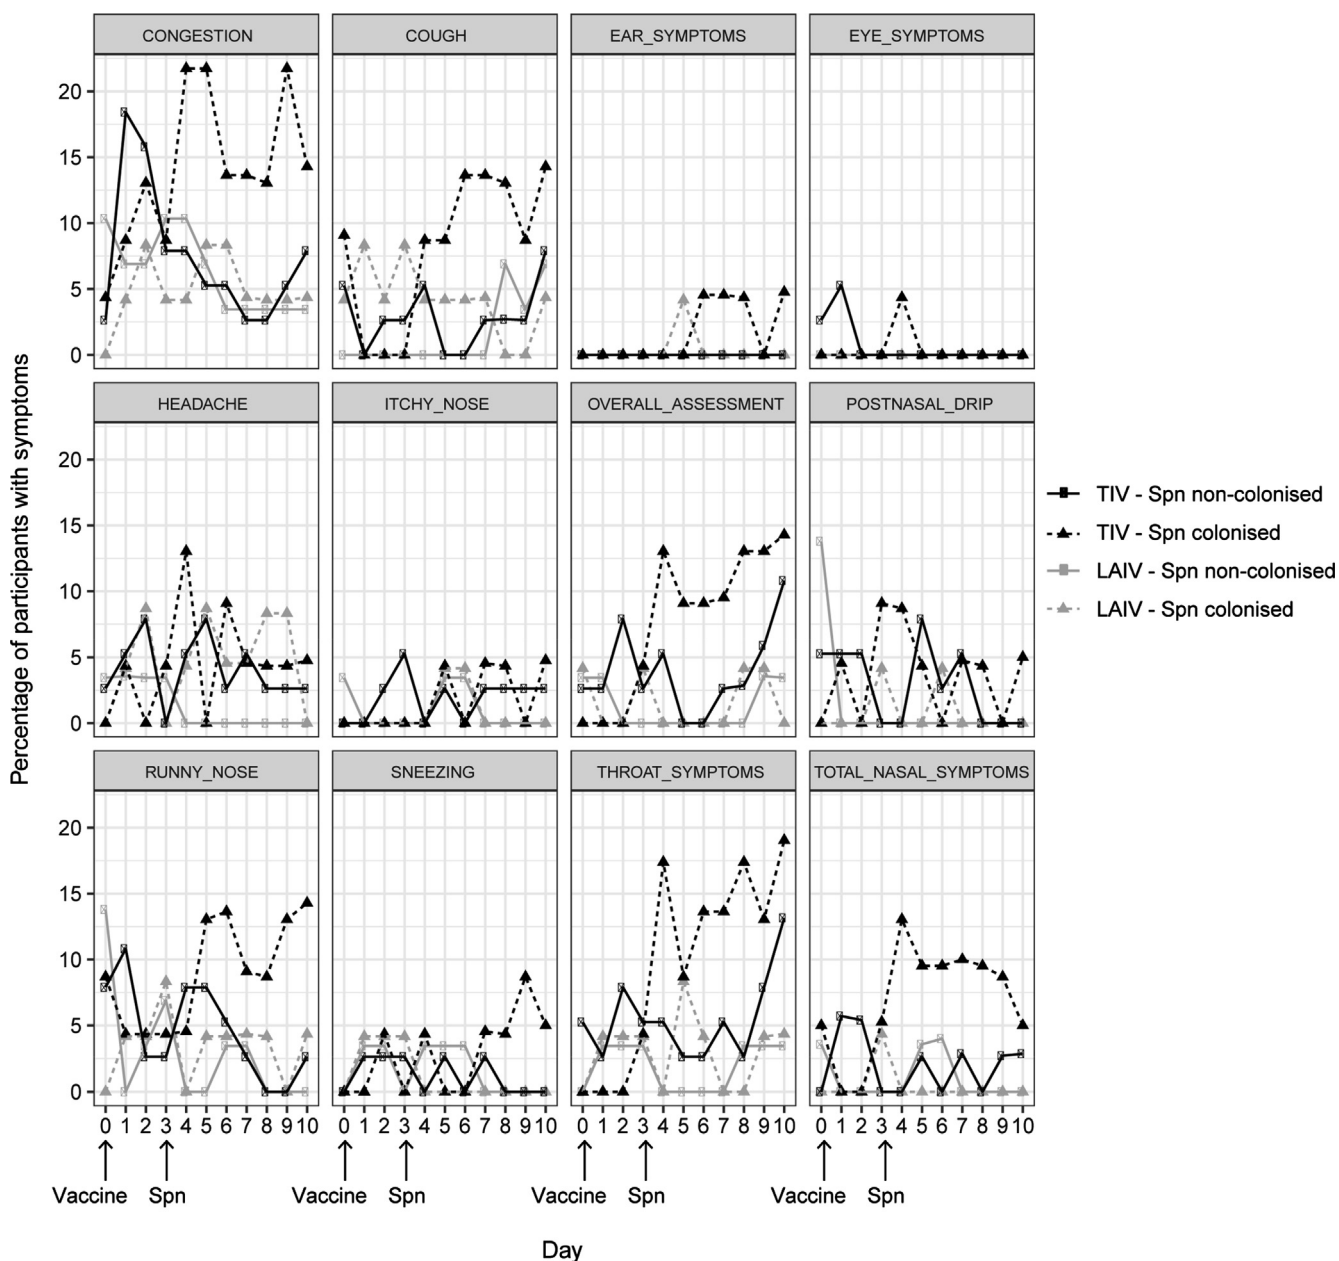 CONGESTION COUGH EAR_SYMPTOMS EYE_SYMPTOMS
20
15
10
5
0
HEADACHE ITCHY_NOSE OVERALL_ASSESSMENT POSTNASAL_DRIP
20
15
10
5
0
RUNNY_NOSE SNEEZING THROAT_SYMPTOMS TOTAL_NASAL_SYMPTOMS
20
15
10
5
0
0 1 2 3 4 5 6 7 8 9 10 0 1 2 3 4 5 6 7 8 9 10 0 1 2 3 4 5 6 7 8 9 10 0 1 2 3 4 5 6 7 8 9 10
Vaccine Spn Vaccine Spn Vaccine Spn Vaccine Spn
Day
Percentage of participants with symptoms
TIV - Spn non-colonised
TIV - Spn colonised
LAIV - Spn non-colonised
LAIV - Spn colonised